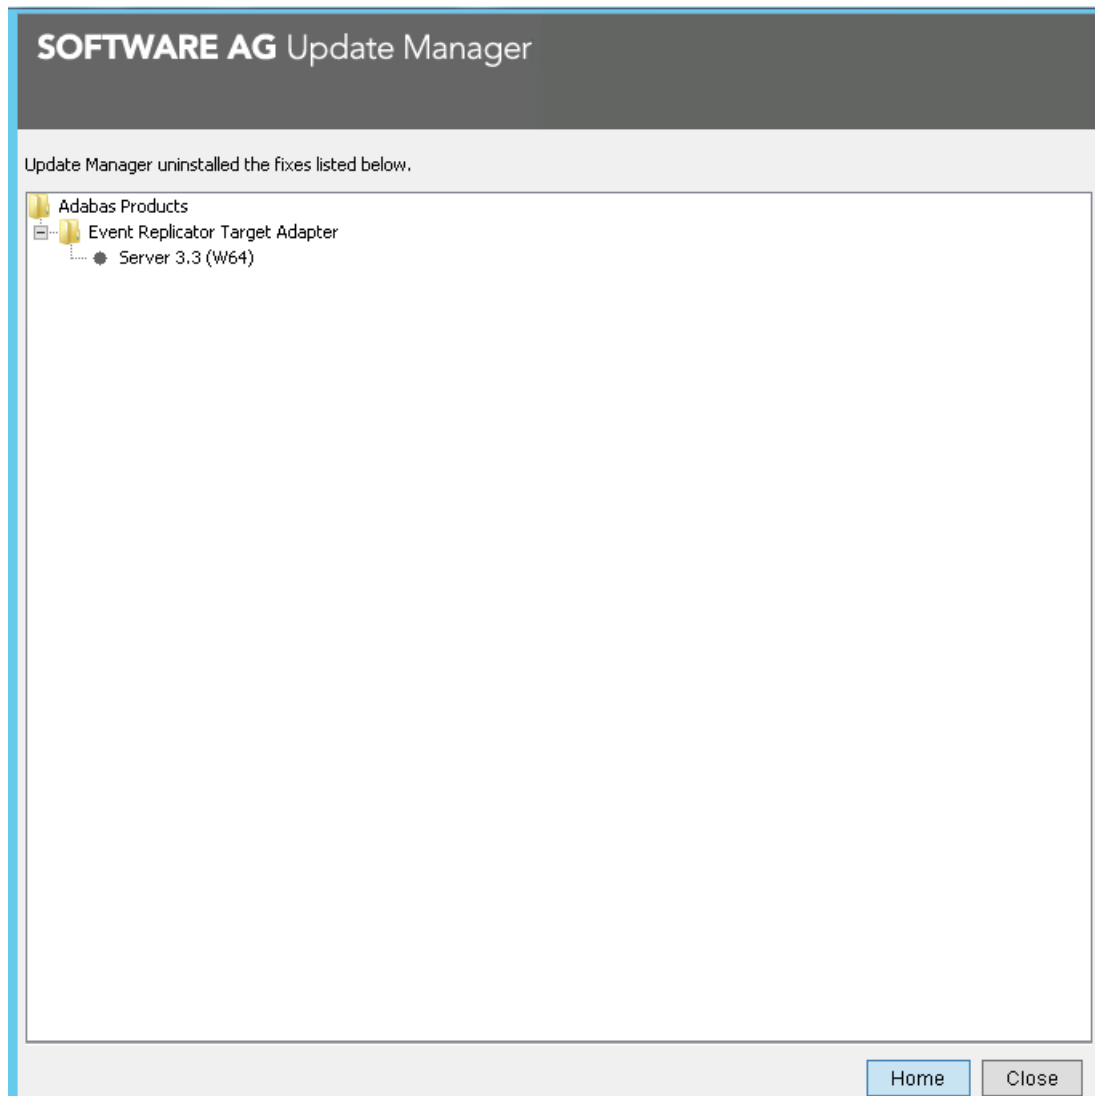 SOFTWARE AG Update Manager
Update Manager uninstalled the fixes listed below.
Adabas Products
Event Replicator Target Adapter
Server 3.3 (W64)
Home Close